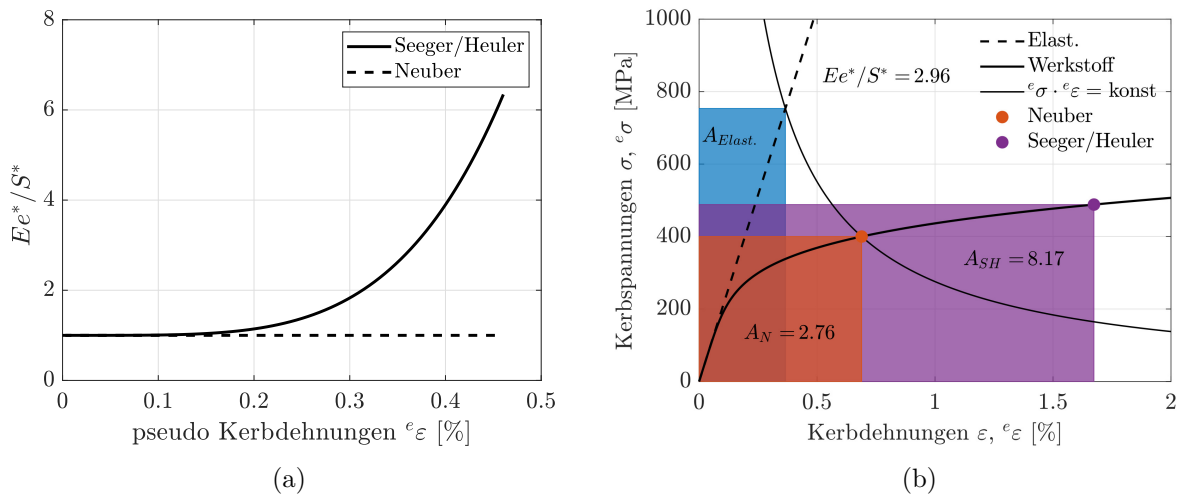 8
6
4
2
0
Ee*/S*
Seeger/Heuler
Neuber
0 0.1 0.2 0.3 0.4 0.5
pseudo Kerbdehnungen ᵉε [%]
(a)
1000
800
600
400
200
0
Kerbspannungen σ, ᵉσ [MPa]
Ee*/S* = 2.96
Elast.
Werkstoff
ᵉσ · ᵉε = konst
Neuber
Seeger/Heuler
A_Elast.
A_SH = 8.17
A_N = 2.76
0 0.5 1 1.5 2
Kerbdehnungen ε, ᵉε [%]
(b)